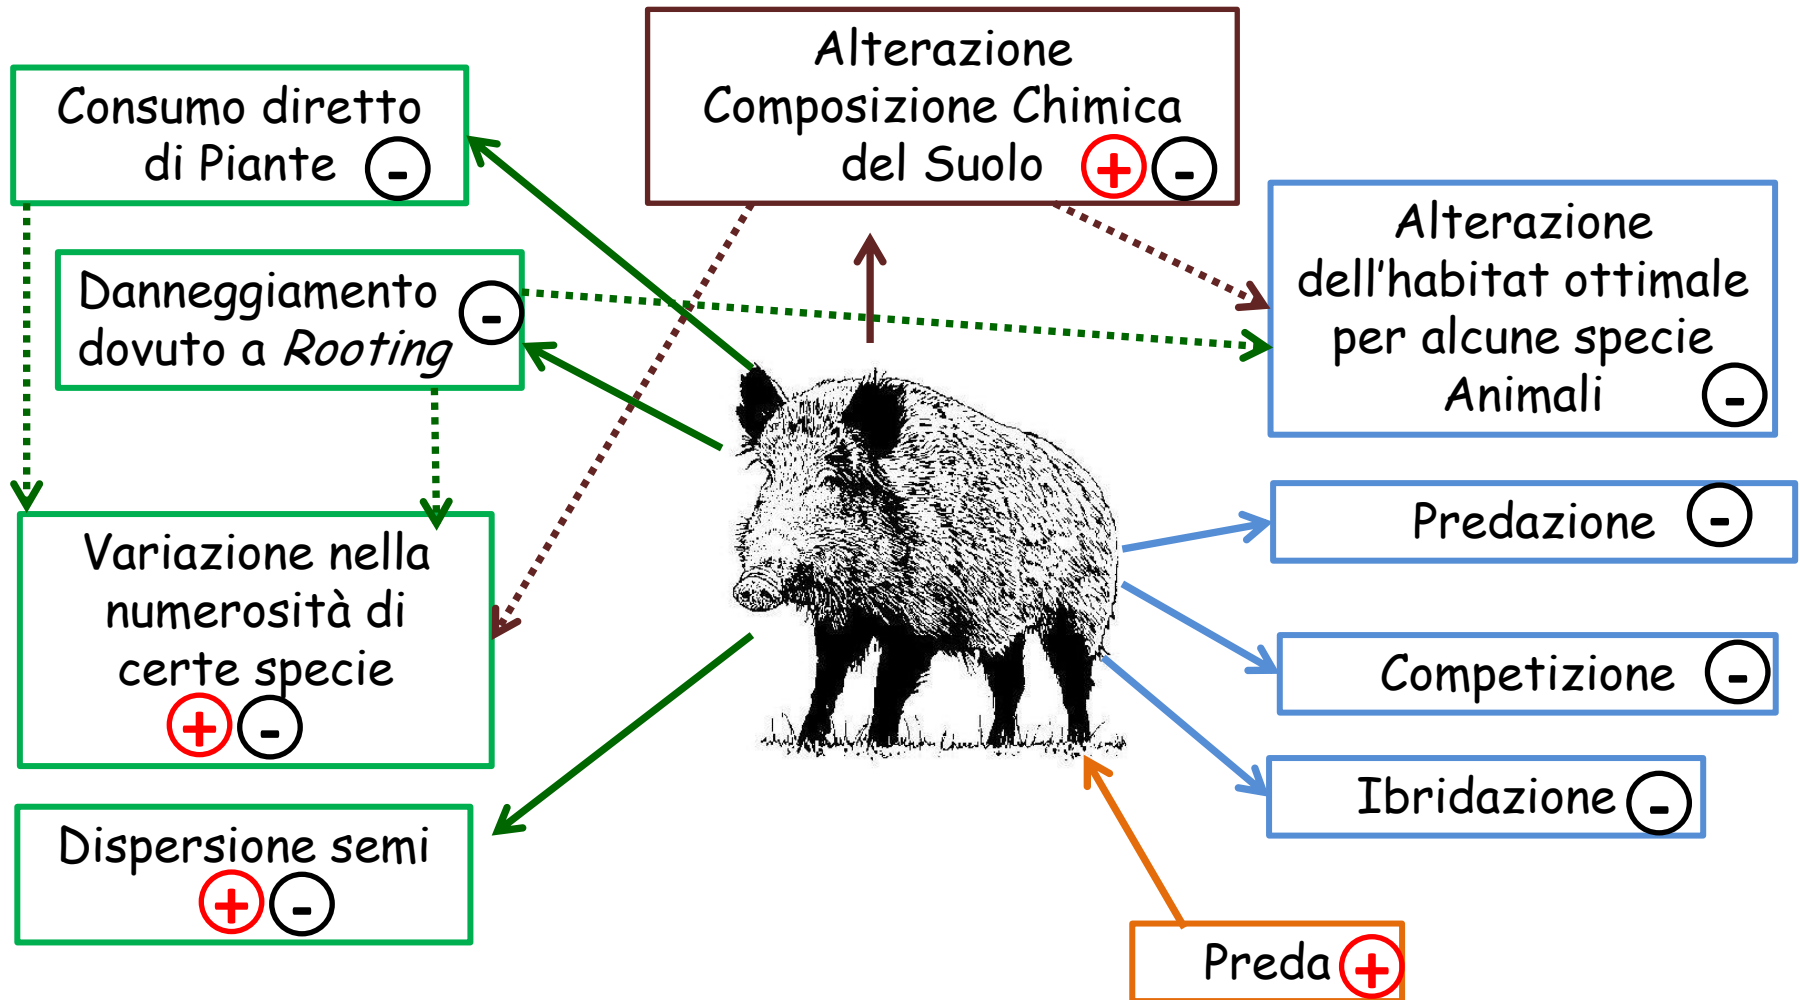 Alterazione
Composizione Chimica
del Suolo + -
Consumo diretto
di Piante -
Danneggiamento -
dovuto a Rooting
Variazione nella
numerosità di
certe specie
+ -
Dispersione semi
+ -
Alterazione
dell'habitat ottimale
per alcune specie
Animali -
Predazione -
Competizione -
Ibridazione -
Preda +